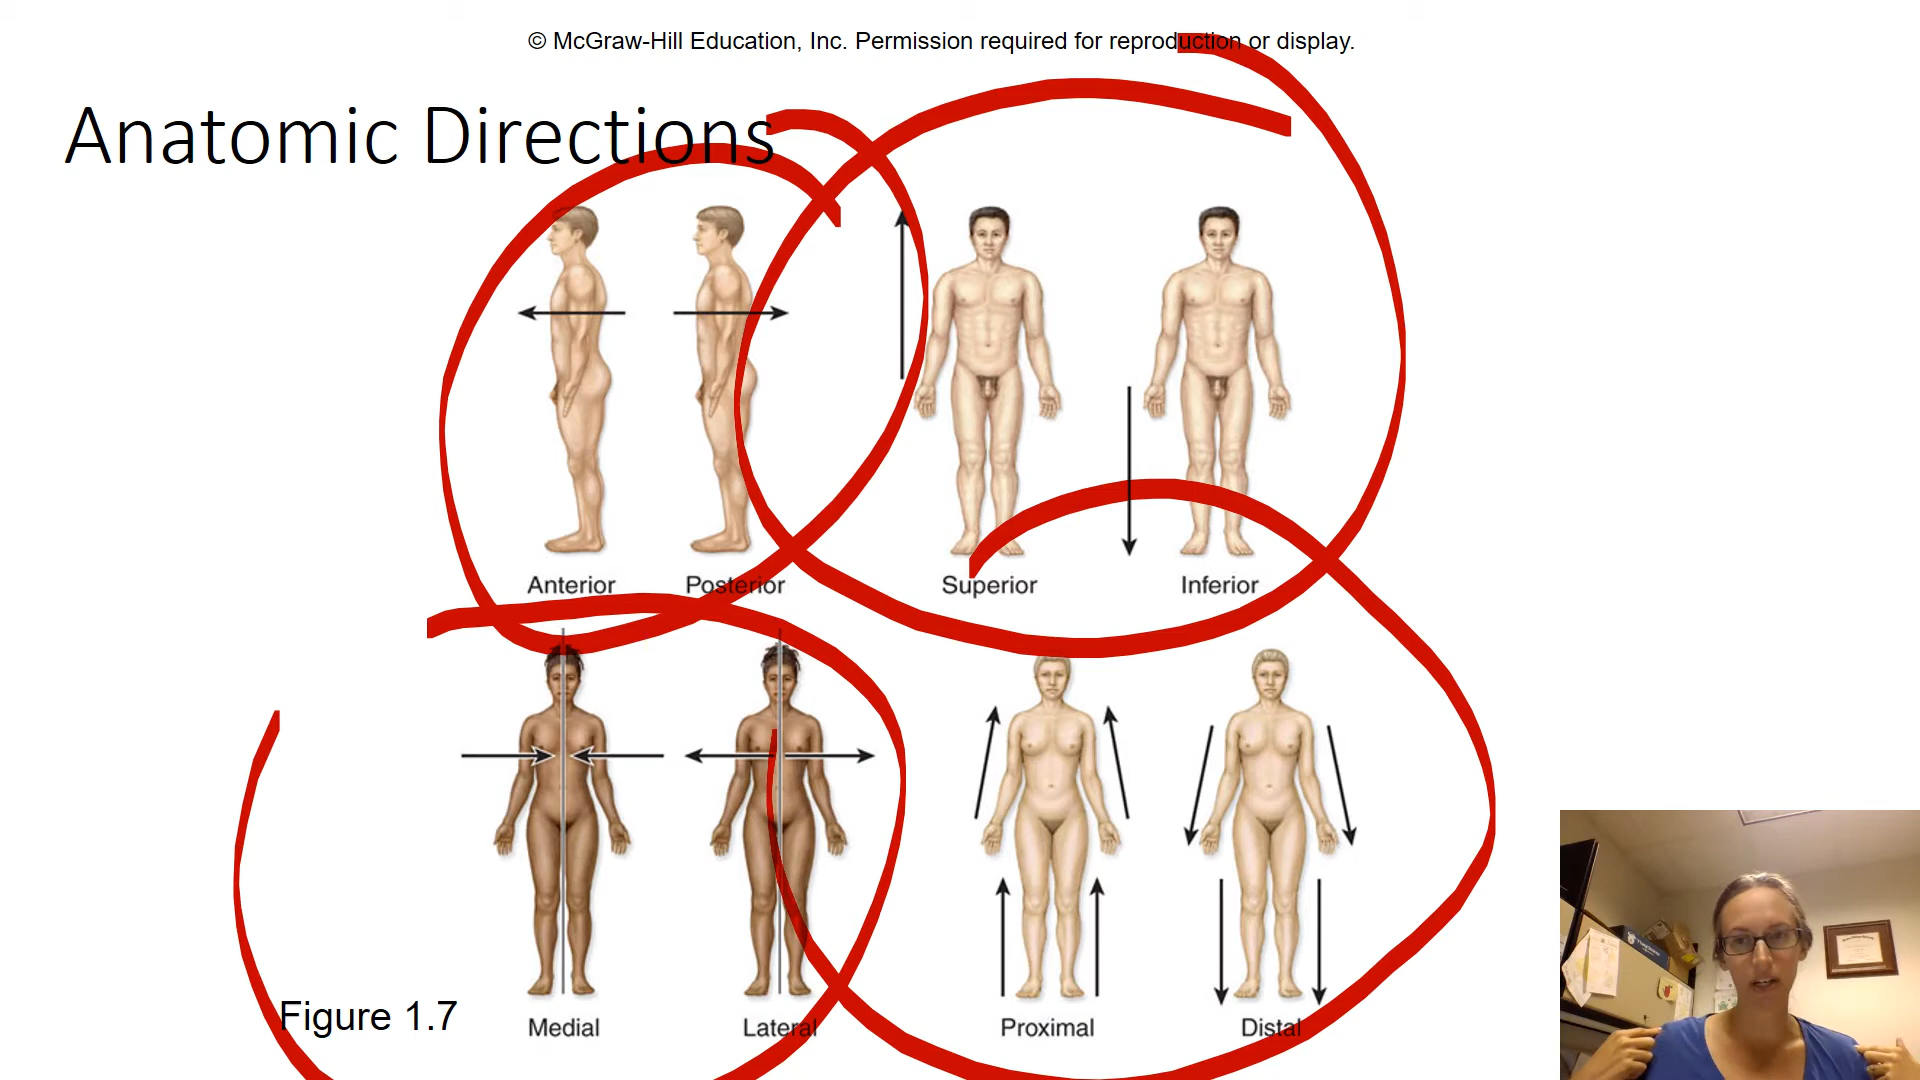 © McGraw-Hill Education, Inc. Permission required for reproduction or display.
Anatomic Directions
Anterior Posterior Superior Inferior
Medial Lateral Proximal Distal
Figure 1.7